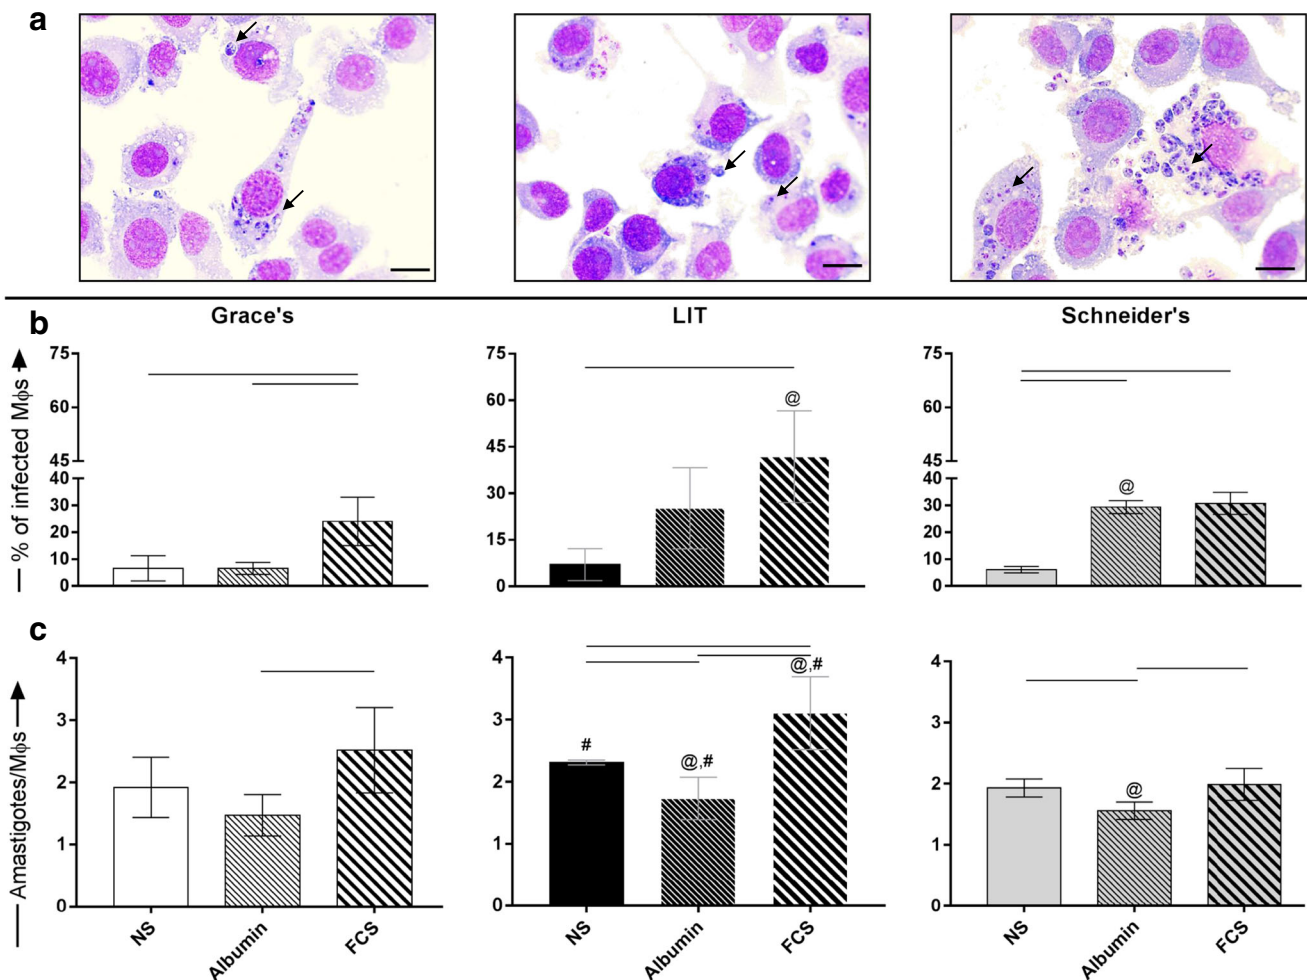 a
b
Grace's
LIT
Schneider's
% of infected Mϕs
75
60
45
40
30
20
10
0
75
60
45
30
15
0
@
75
60
45
40
30
20
10
0
@
c
Amastigotes/Mϕs
4
3
2
1
0
4
3
2
1
0
#
@,#
@,#
4
3
2
1
0
@
NS
Albumin
FCS
NS
Albumin
FCS
NS
Albumin
FCS